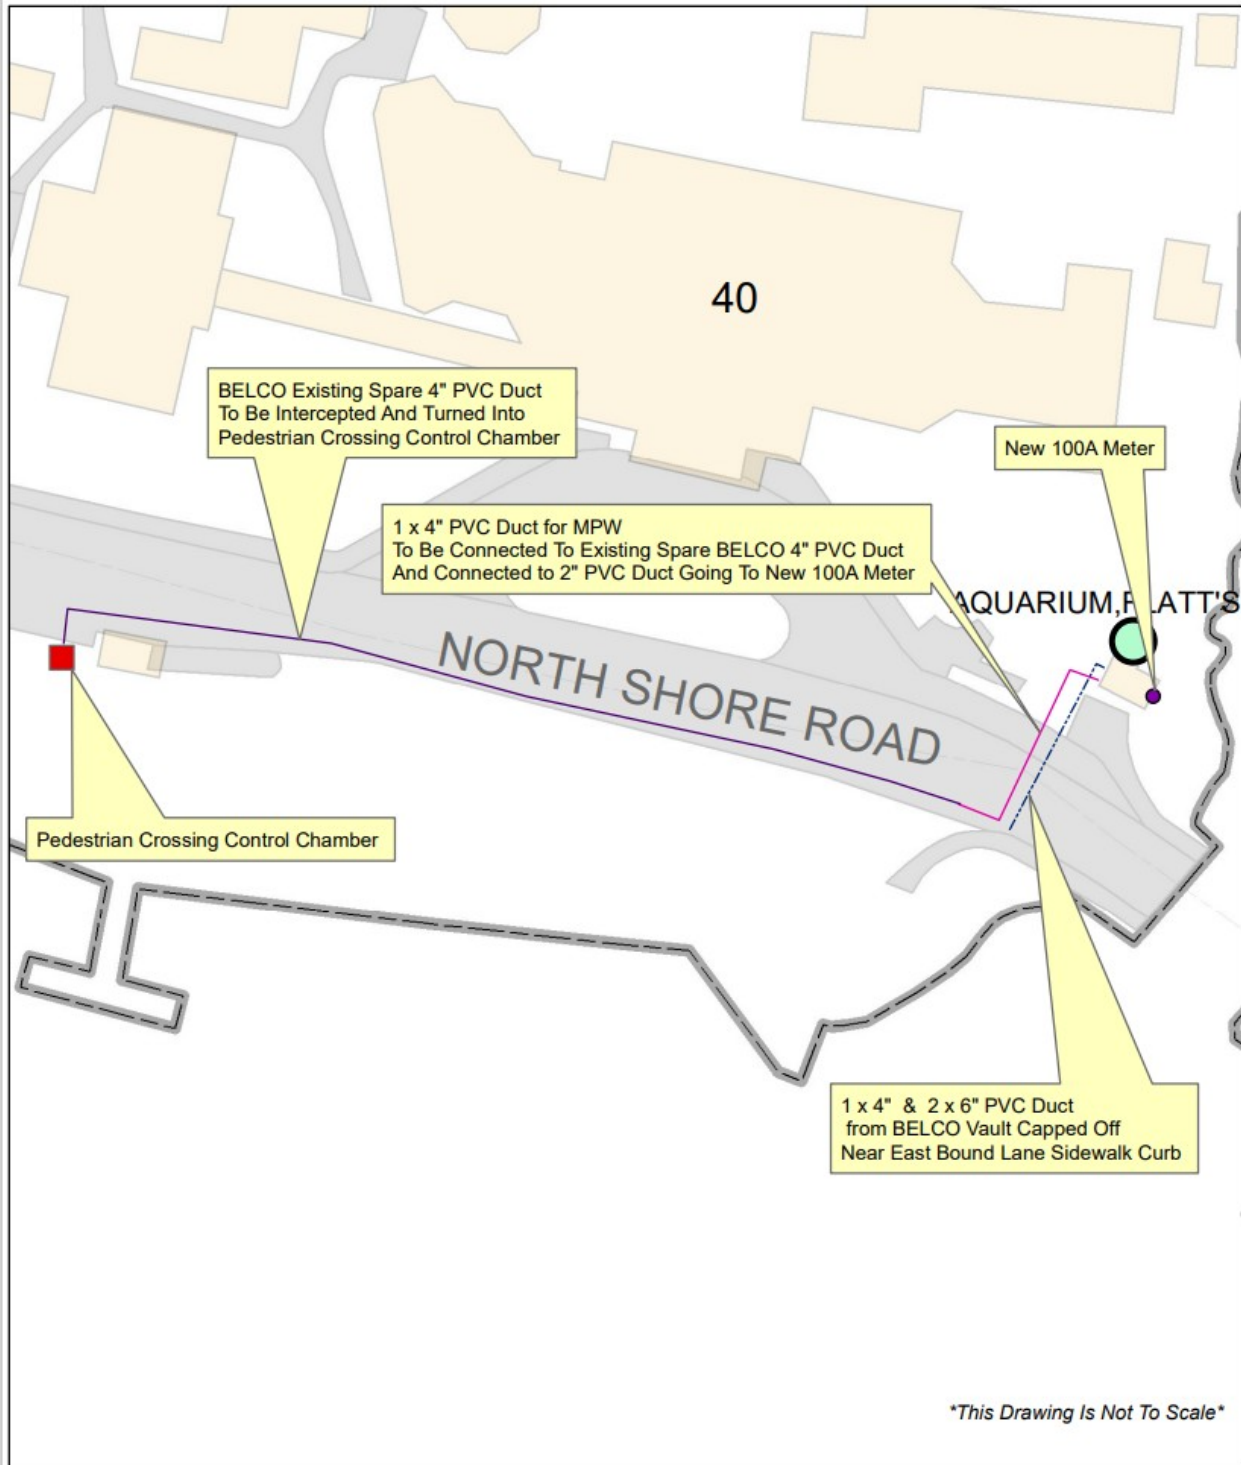 40
BELCO Existing Spare 4" PVC Duct
To Be Intercepted And Turned Into
Pedestrian Crossing Control Chamber
New 100A Meter
1 x 4" PVC Duct for MPW
To Be Connected To Existing Spare BELCO 4" PVC Duct
And Connected to 2" PVC Duct Going To New 100A Meter
AQUARIUM,FLATT'S
NORTH SHORE ROAD
Pedestrian Crossing Control Chamber
1 x 4" & 2 x 6" PVC Duct
from BELCO Vault Capped Off
Near East Bound Lane Sidewalk Curb
*This Drawing Is Not To Scale*